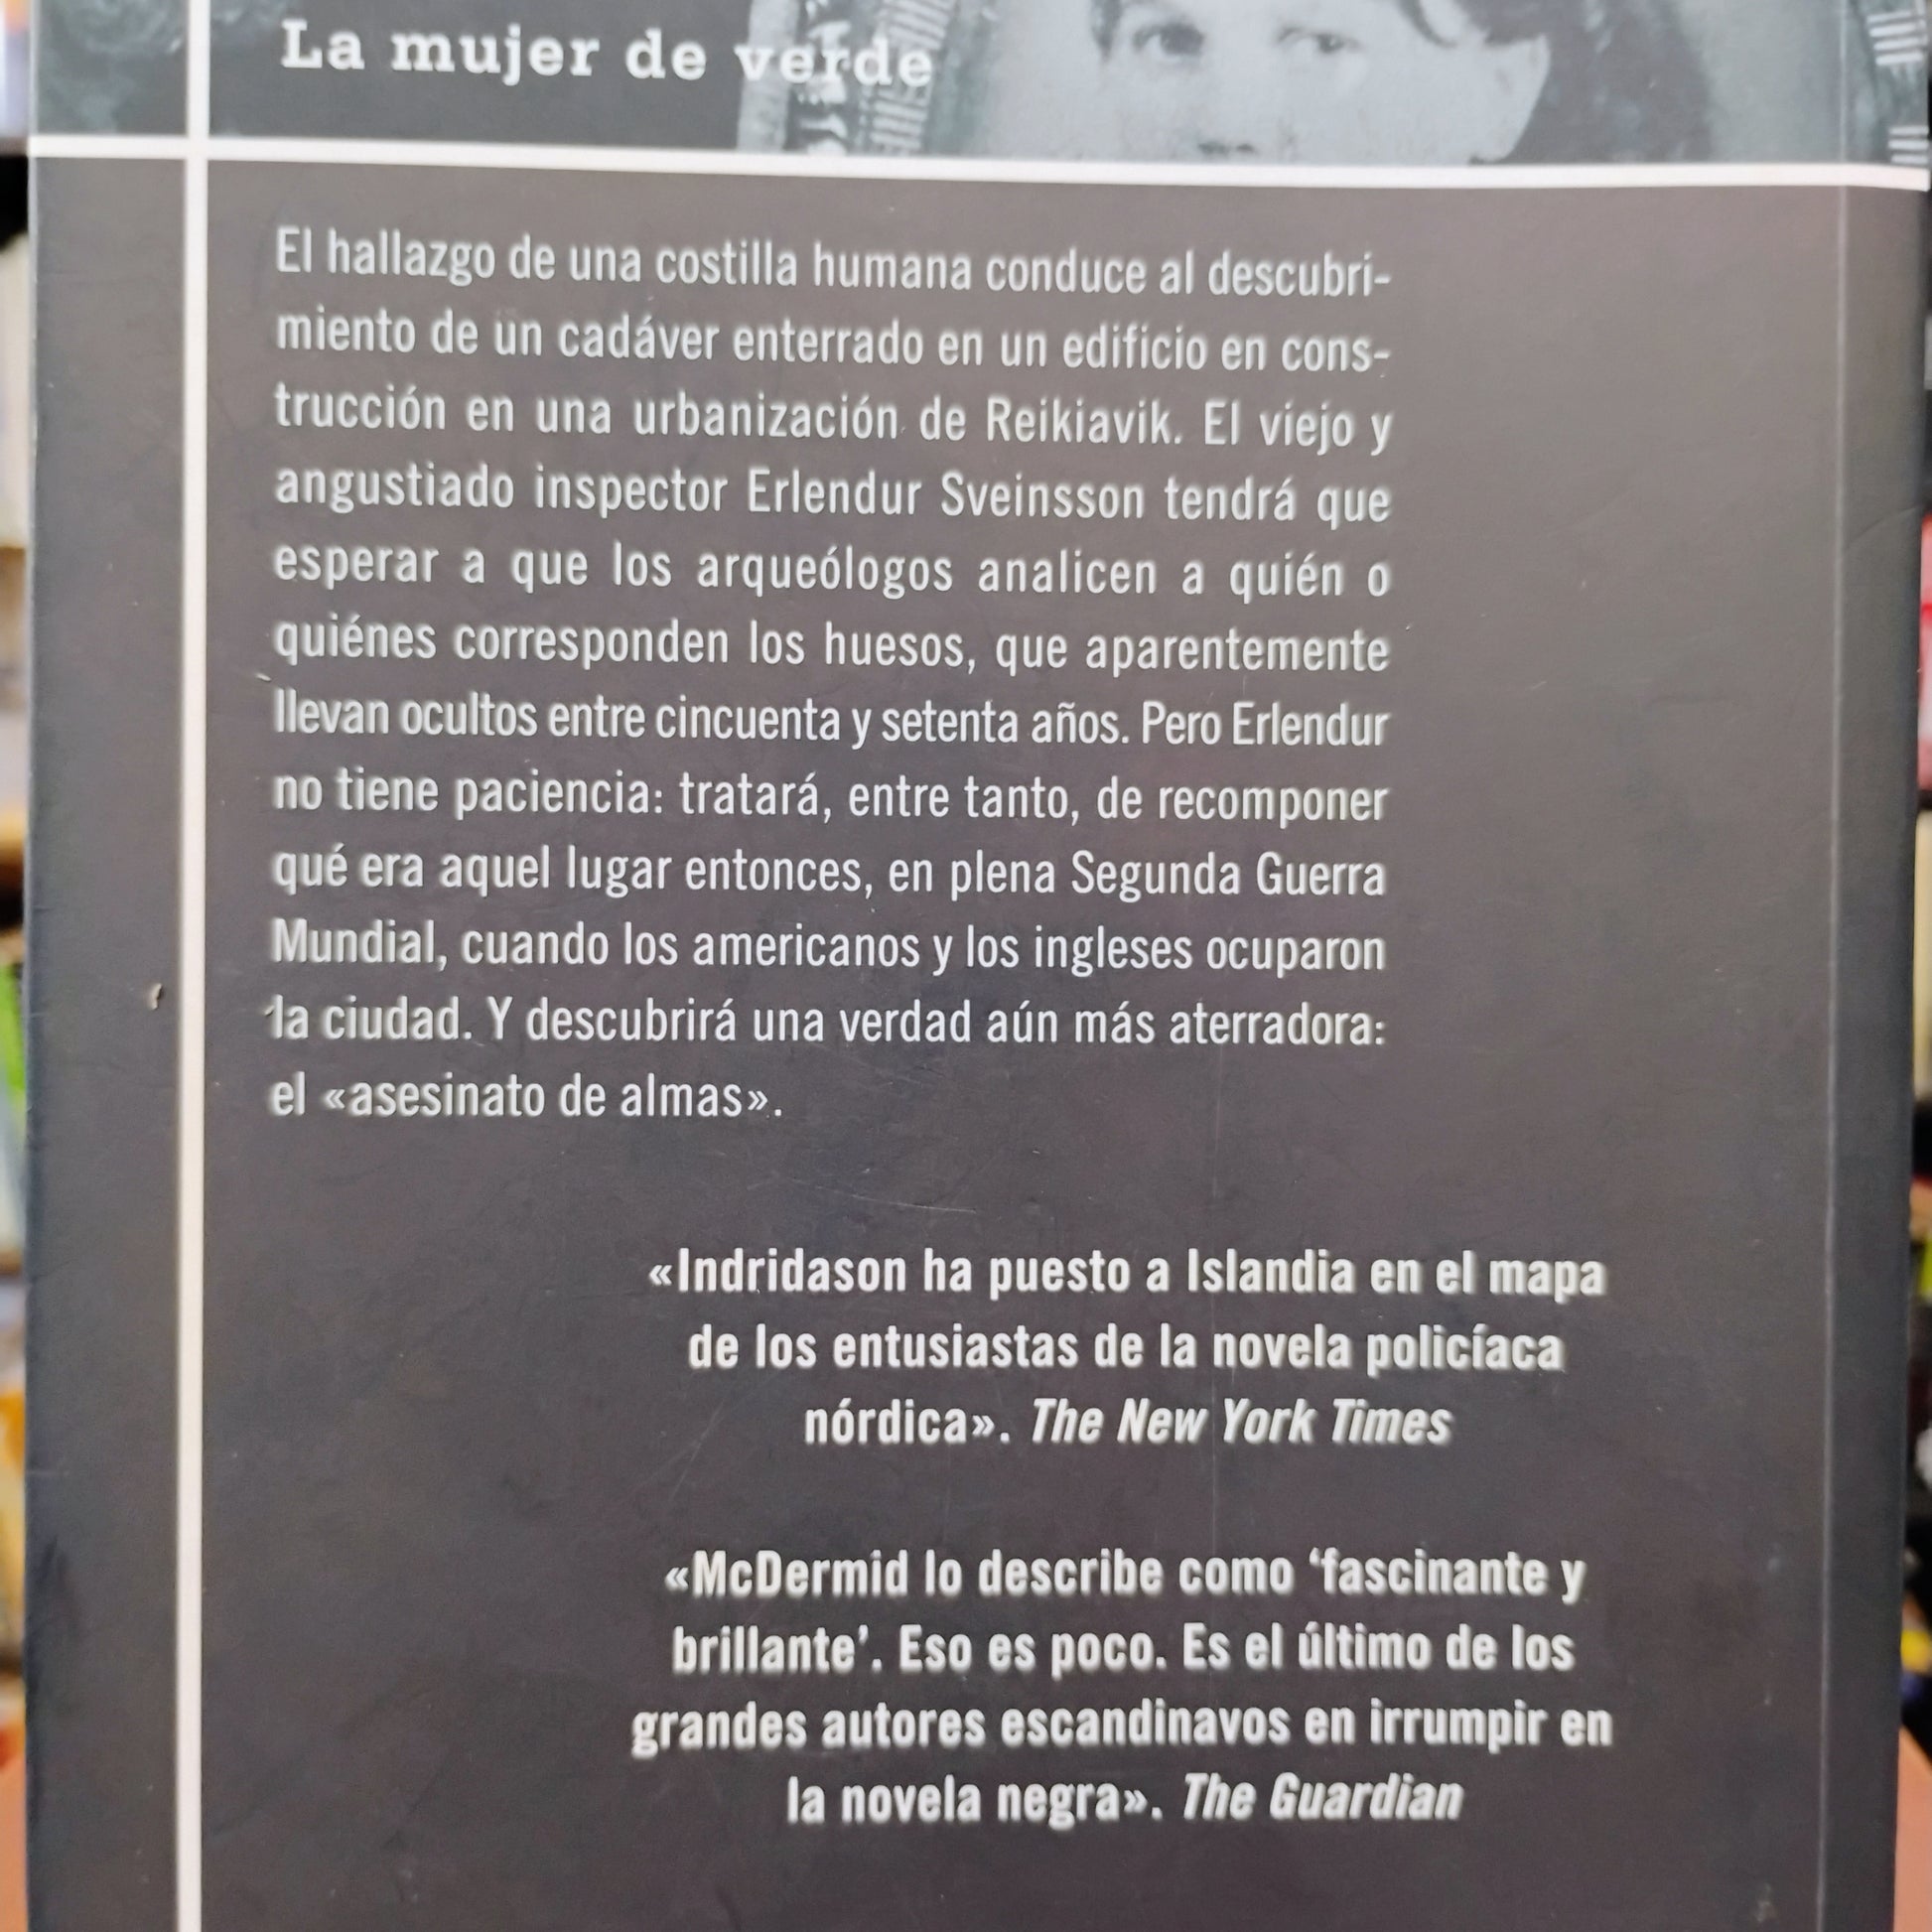 La mujer de verde
El hallazgo de una costilla humana conduce al descubri-
miento de un cadáver enterrado en un edificio en cons-
trucción en una urbanización de Reikiavik. El viejo y
angustiado inspector Erlendur Sveinsson tendrá que
esperar a que los arqueólogos analicen a quién o
quiénes corresponden los huesos, que aparentemente
llevan ocultos entre cincuenta y setenta años. Pero Erlendur
no tiene paciencia: tratará, entre tanto, de recomponer
qué era aquel lugar entonces, en plena Segunda Guerra
Mundial, cuando los americanos y los ingleses ocuparon
la ciudad. Y descubrirá una verdad aún más aterradora:
el «asesinato de almas».
«Indridason ha puesto a Islandia en el mapa
de los entusiastas de la novela policíaca
nórdica». The New York Times
«McDermid lo describe como ‘fascinante y
brillante’. Eso es poco. Es el último de los
grandes autores escandinavos en irrumpir en
la novela negra». The Guardian